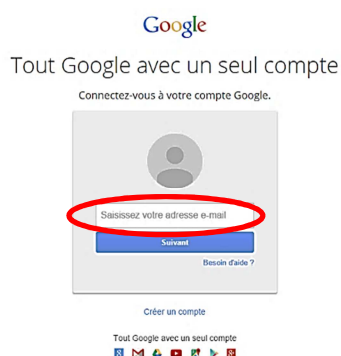 Google
Tout Google avec un seul compte
Connectez-vous à votre compte Google.
Saisissez votre adresse e-mail
Suivant
Besoin d'aide ?
Créer un compte
Tout Google avec un seul compte